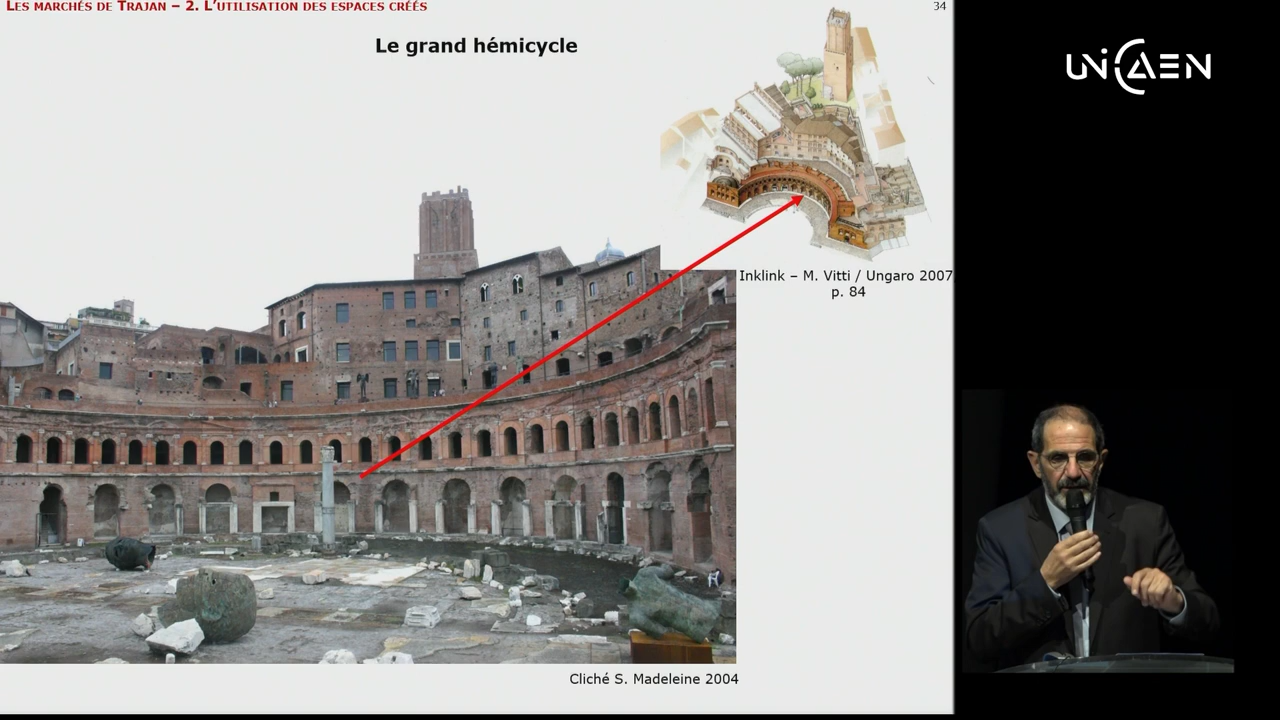 LES MARCHÉS DE TRAJAN – 2. L'UTILISATION DES ESPACES CRÉÉS
34
Le grand hémicycle
UNICAEN
Inklink – M. Vitti / Ungaro 2007
p. 84
Cliché S. Madeleine 2004